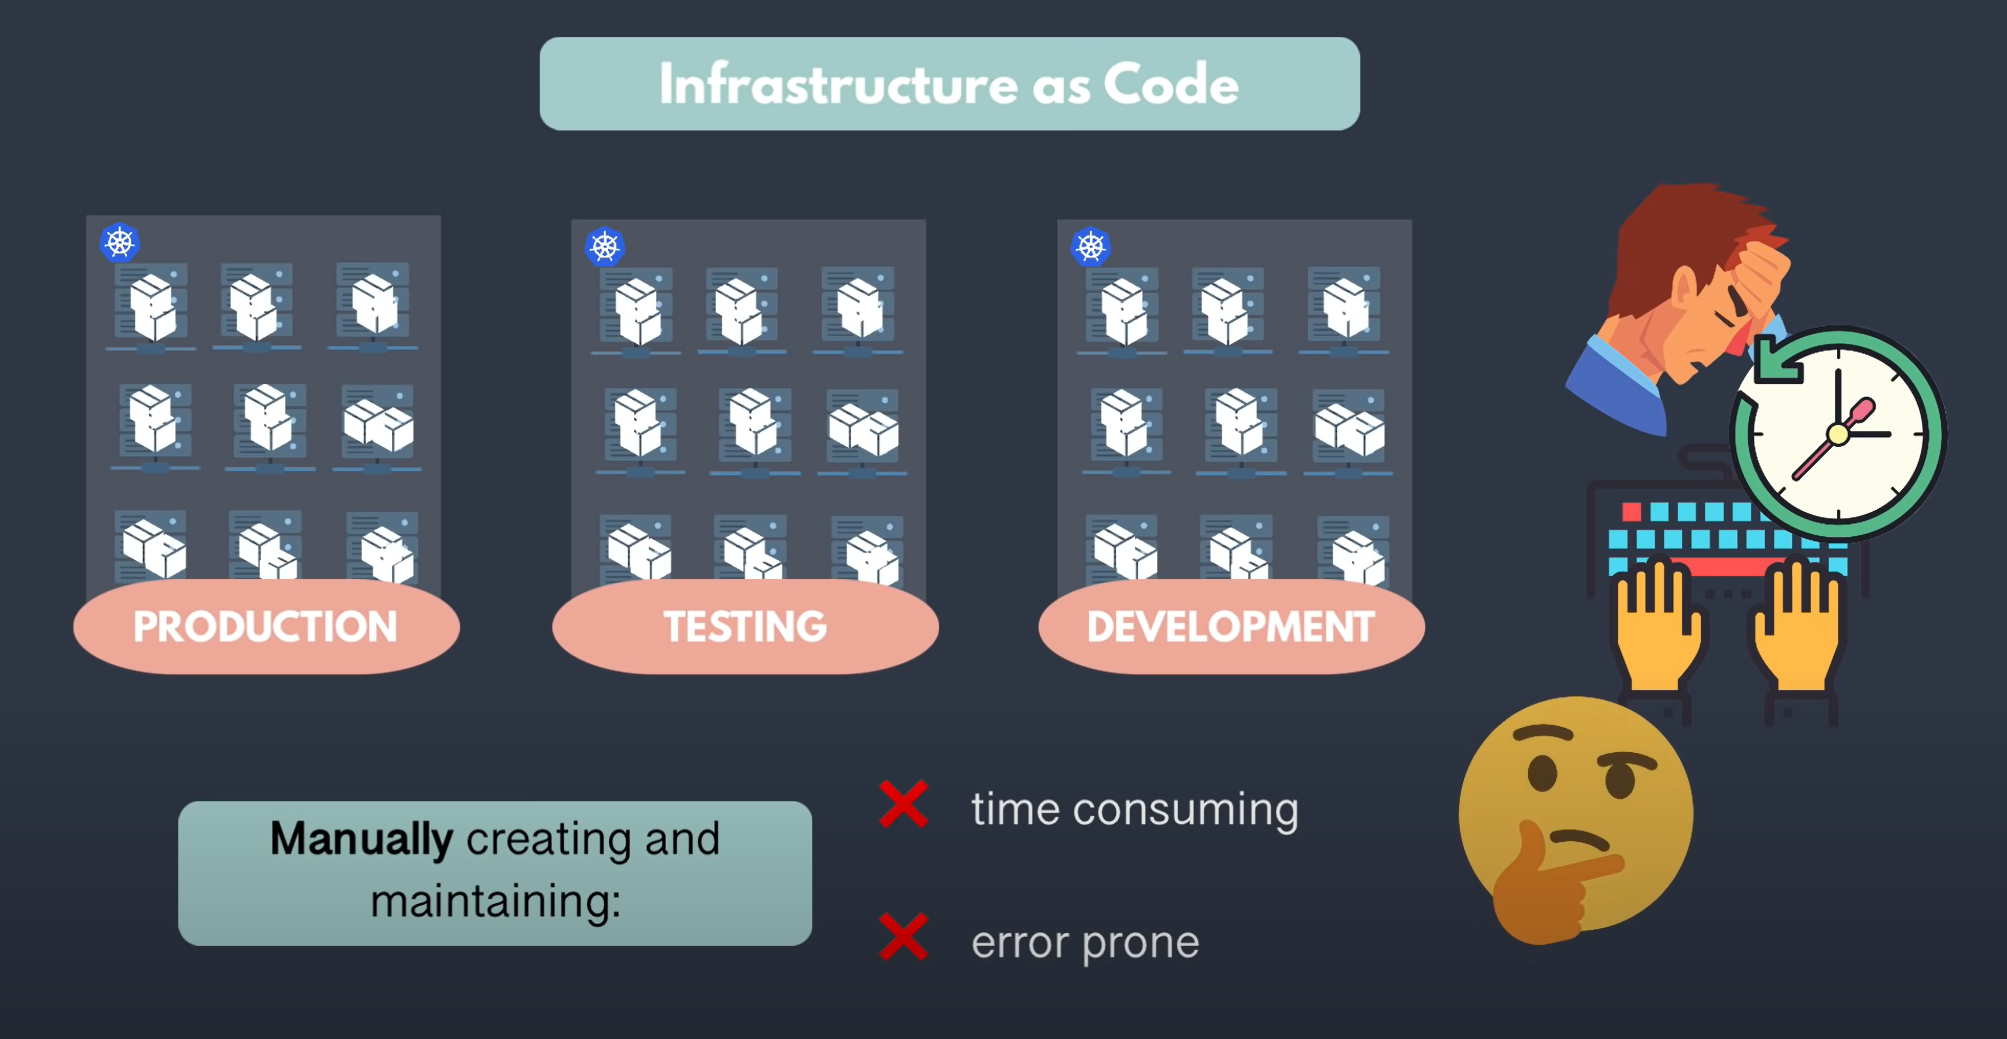 Infrastructure as Code
PRODUCTION
TESTING
DEVELOPMENT
Manually creating and
maintaining:
time consuming
error prone